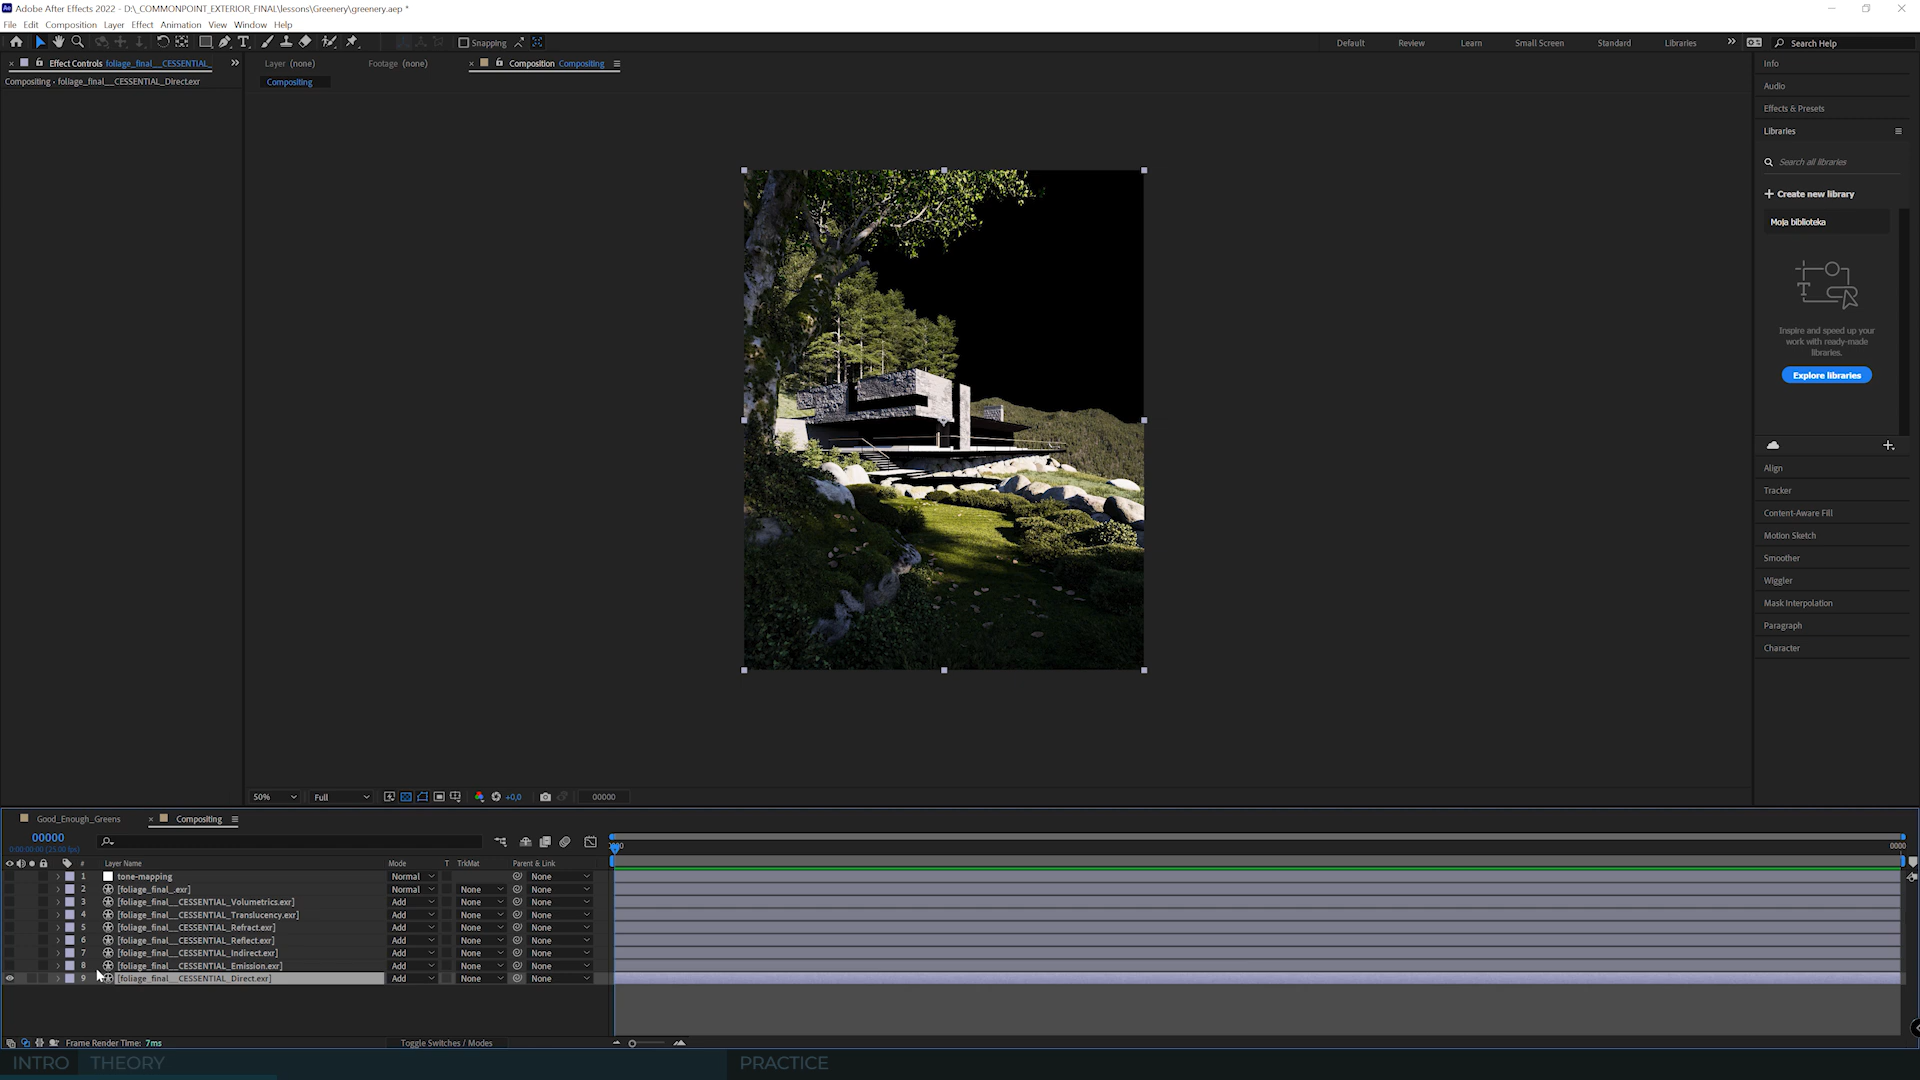 Adobe After Effects 2022 - D:\_COMMONPOINT_EXTERIOR_FINAL\lessons\Greenery\greenery.aep *
File Edit Composition Layer Effect Animation View Window Help
Snapping
Default Review Learn Small Screen Standard Libraries
Search Help
Effect Controls foliage_final__CESSENTIAL_
Layer (none)
Footage (none)
Composition Compositing
Compositing • foliage_final__CESSENTIAL_Direct.exr
Compositing
Info
Audio
Effects & Presets
Libraries
Search all libraries
Create new library
Moja biblioteka
Inspire and speed up your
work with ready-made
libraries.
Explore libraries
Align
Tracker
Content-Aware Fill
Motion Sketch
Smoother
Wiggler
Mask Interpolation
Paragraph
Character
50% Full +0,0 00000
Good_Enough_Greens
Compositing
00000
0:00:00:00 (25.00 fps)
0000
# Layer Name Mode T TrkMat Parent & Link
1 tone-mapping Normal None
2 [foliage_final_.exr] Normal None None
3 [foliage_final__CESSENTIAL_Volumetrics.exr] Add None None
4 [foliage_final__CESSENTIAL_Translucency.exr] Add None None
5 [foliage_final__CESSENTIAL_Refract.exr] Add None None
6 [foliage_final__CESSENTIAL_Reflect.exr] Add None None
7 [foliage_final__CESSENTIAL_Indirect.exr] Add None None
8 [foliage_final__CESSENTIAL_Emission.exr] Add None None
9 [foliage_final__CESSENTIAL_Direct.exr] Add None None
Frame Render Time: 7ms
Toggle Switches / Modes
INTRO THEORY PRACTICE